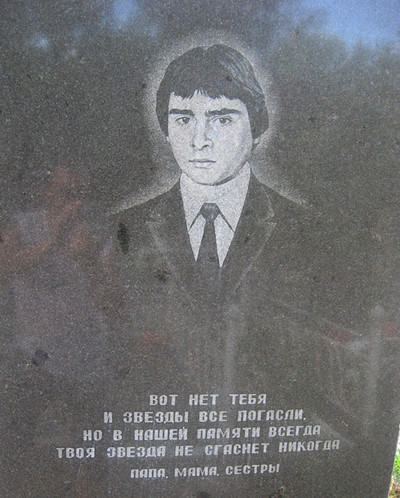 ВОТ НЕТ ТЕБЯ
И ЗВЕЗДЫ ВСЕ ПОГАСЛИ,
НО В НАШЕЙ ПАМЯТИ ВСЕГДА
ТВОЯ ЗВЕЗДА НЕ СГАСНЕТ НИКОГДА
ПАПА, МАМА, СЕСТРЫ